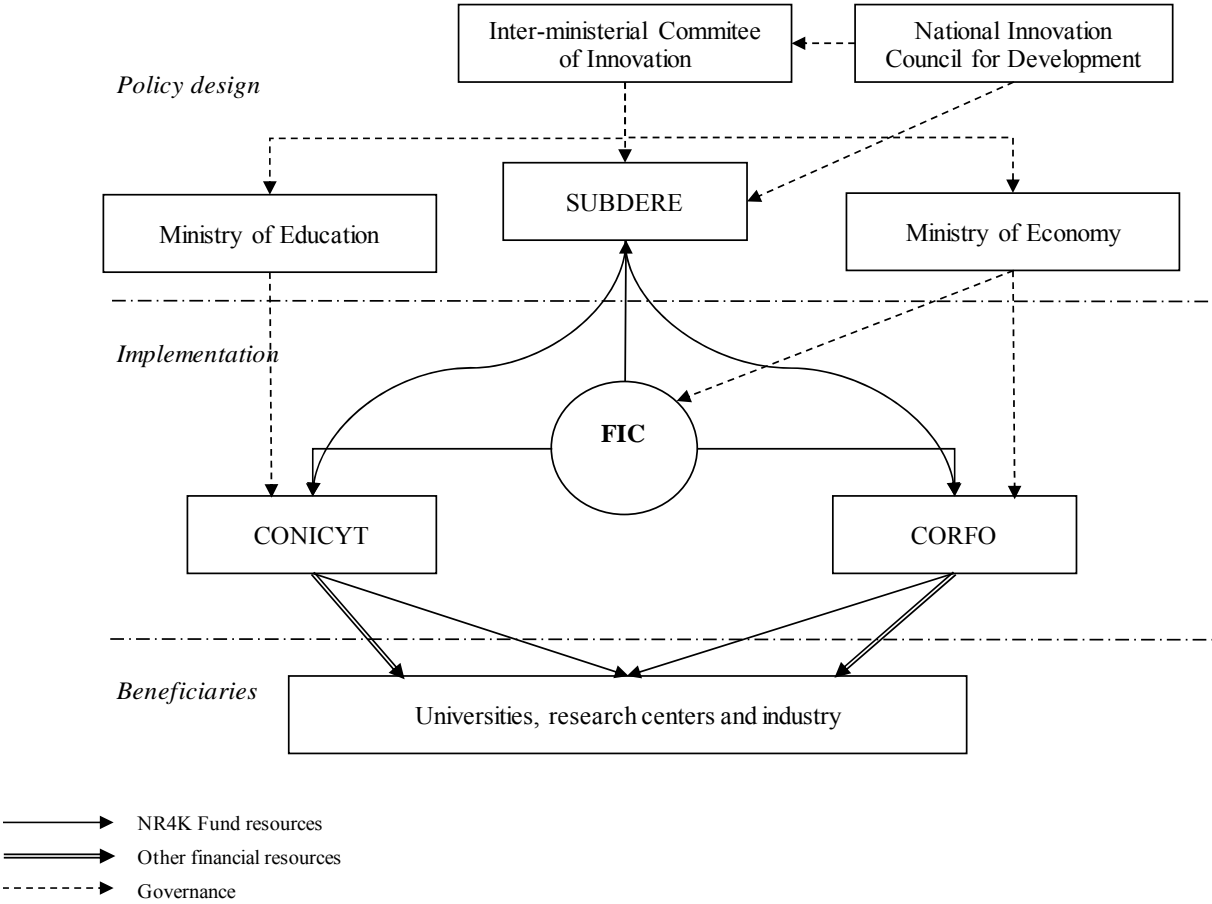 Inter-ministerial Commitee
of Innovation
National Innovation
Council for Development
Policy design
SUBDERE
Ministry of Education
Ministry of Economy
Implementation
FIC
CONICYT
CORFO
Beneficiaries
Universities, research centers and industry
NR4K Fund resources
Other financial resources
Governance